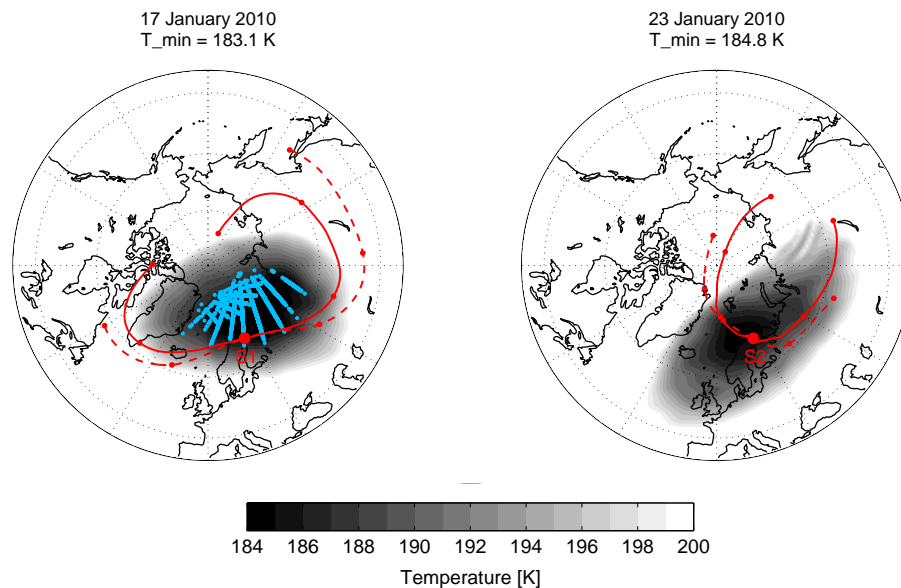 17 January 2010
T_min = 183.1 K
23 January 2010
T_min = 184.8 K
S1
S2
184 186 188 190 192 194 196 198 200
Temperature [K]